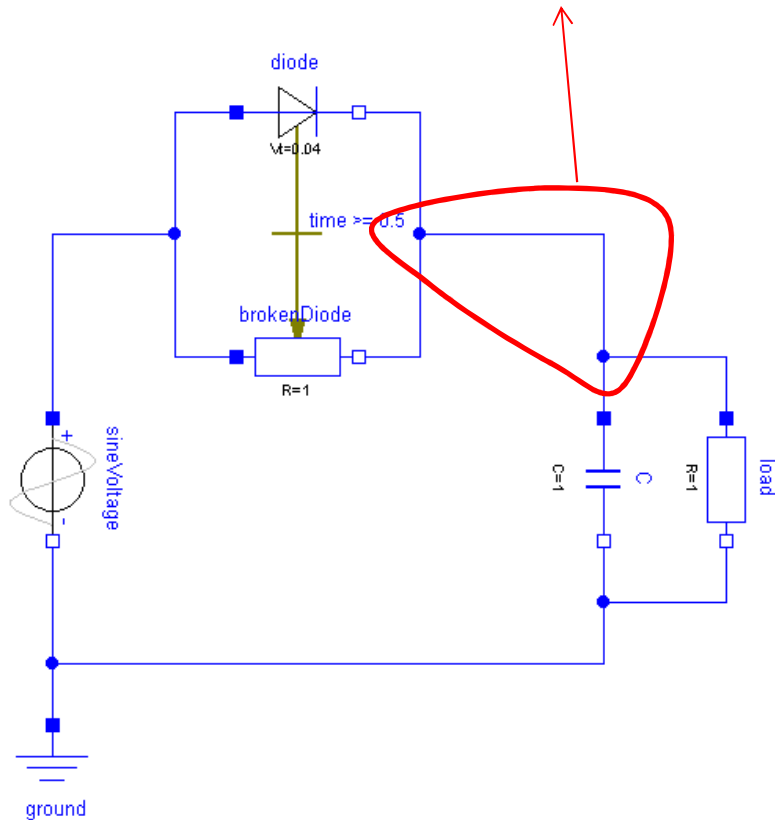 diode
Vt=0.04
time >= 0.5
brokenDiode
R=1
+
sineVoltage
-
C=1
C
R=1
load
ground